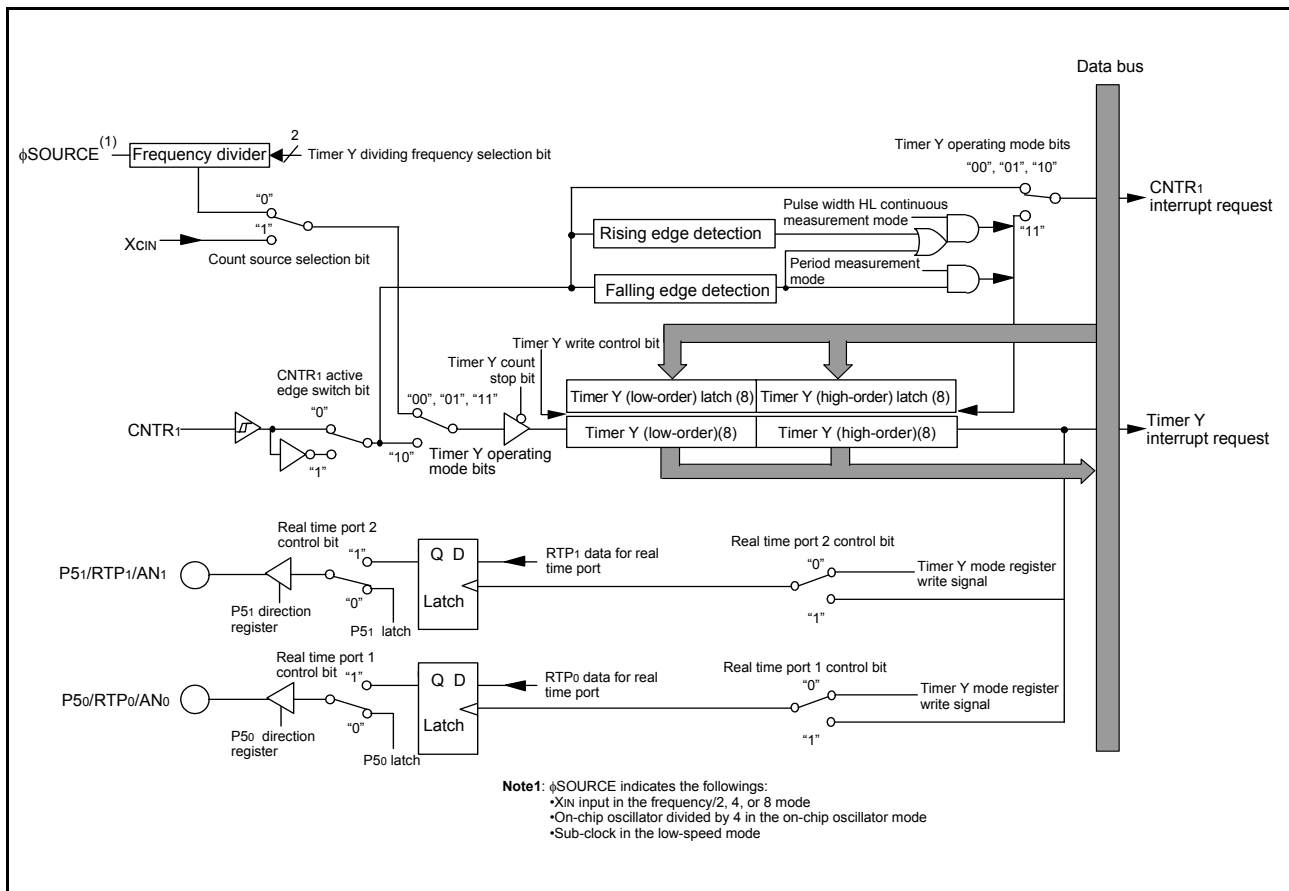 Data bus
φSOURCE(1)
Frequency divider
2
Timer Y dividing frequency selection bit
Timer Y operating mode bits
“00”, “01”, “10”
CNTR1
interrupt request
“0”
“1”
XCIN
Count source selection bit
Pulse width HL continuous
measurement mode
“11”
Rising edge detection
Period measurement
mode
Falling edge detection
Timer Y write control bit
Timer Y count
stop bit
CNTR1 active
edge switch bit
“00”, “01”, “11”
Timer Y (low-order) latch (8)
Timer Y (high-order) latch (8)
“0”
CNTR1
Timer Y (low-order)(8)
Timer Y (high-order)(8)
Timer Y
interrupt request
“10”
Timer Y operating
mode bits
“1”
Real time port 2
control bit
“1”
Q D
RTP1 data for real
time port
Real time port 2 control bit
“0”
Timer Y mode register
write signal
P51/RTP1/AN1
“0”
Latch
P51 direction
register
P51 latch
“1”
Real time port 1
control bit
“1”
Q D
RTP0 data for real
time port
Real time port 1 control bit
“0”
Timer Y mode register
write signal
P50/RTP0/AN0
“0”
Latch
P50 direction
register
P50 latch
“1”
Note1: φSOURCE indicates the followings:
•XIN input in the frequency/2, 4, or 8 mode
•On-chip oscillator divided by 4 in the on-chip oscillator mode
•Sub-clock in the low-speed mode